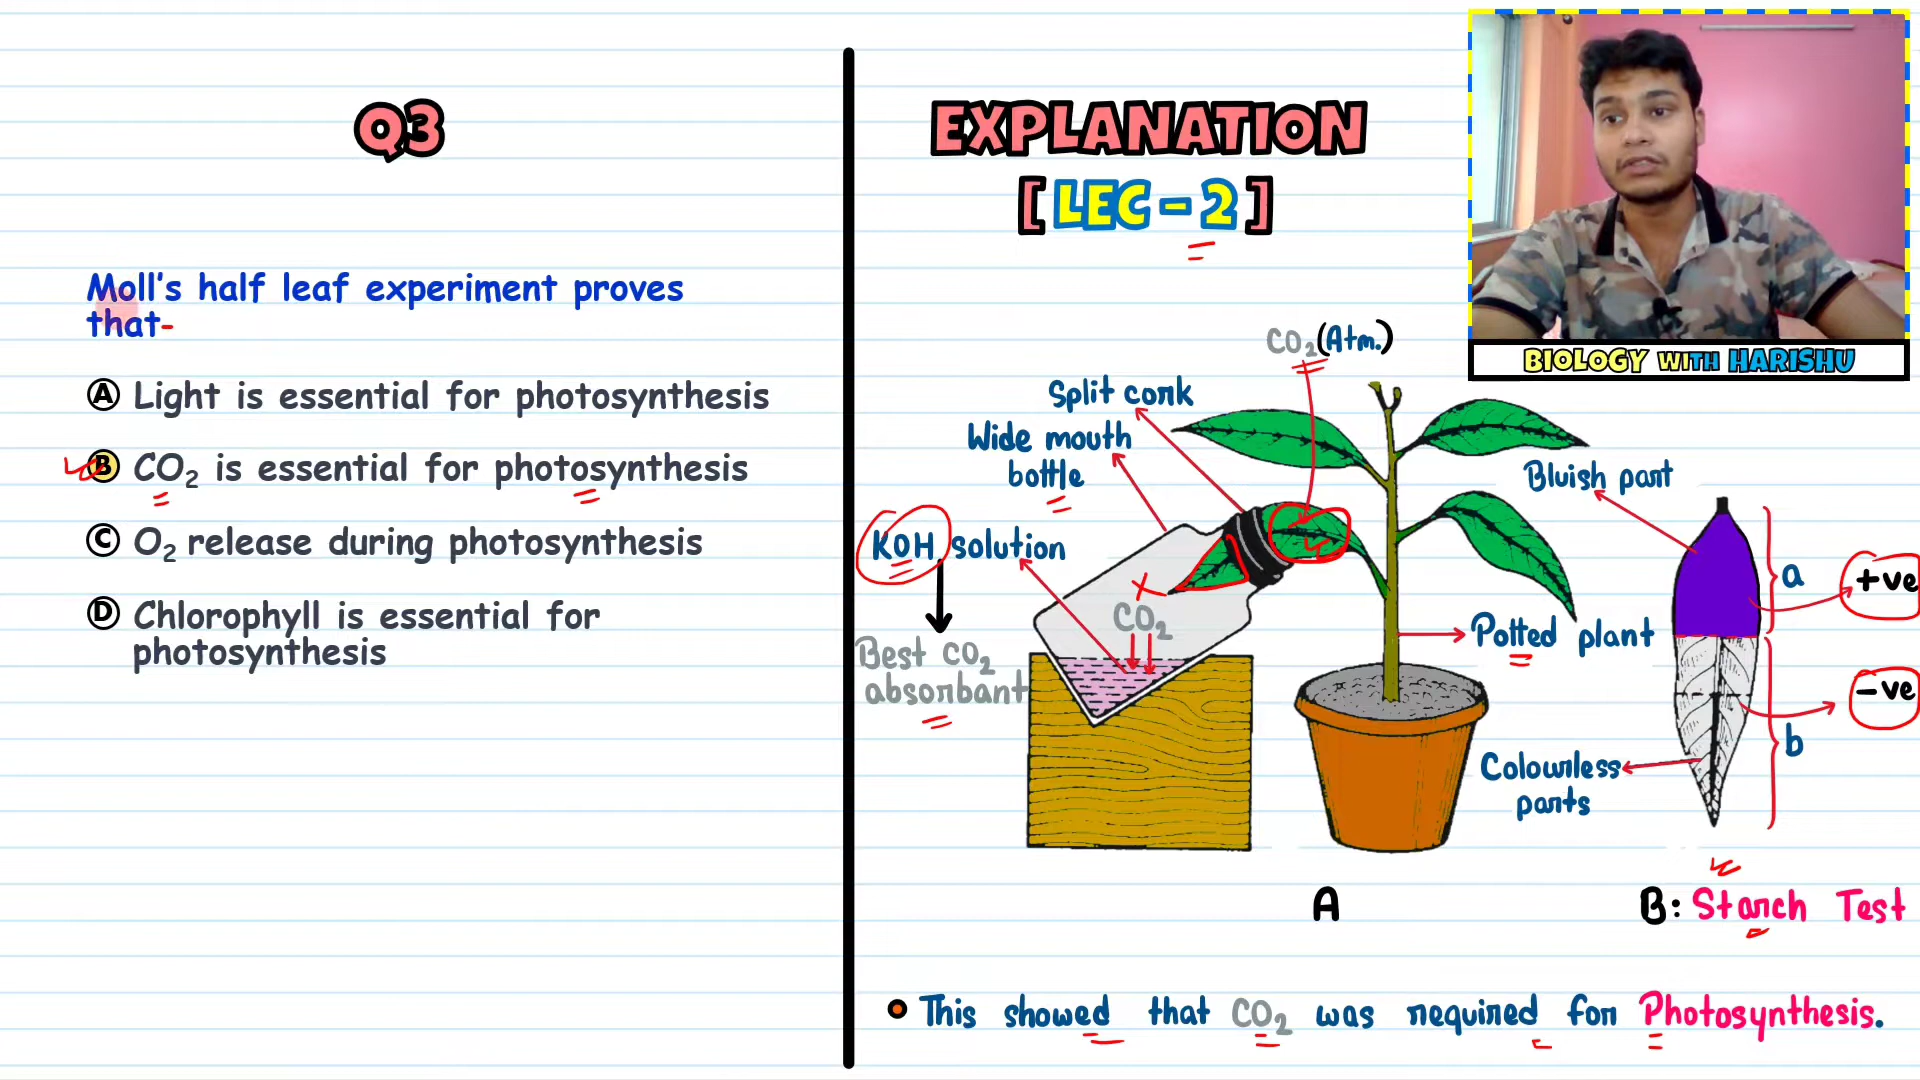 Q3
Moll's half leaf experiment proves
that-
A Light is essential for photosynthesis
B CO₂ is essential for photosynthesis
C O₂ release during photosynthesis
D Chlorophyll is essential for
photosynthesis
EXPLANATION
[LEC-2]
BIOLOGY WITH HARISHU
CO₂(Atm.)
Split cork
Wide mouth
bottle
KOH solution
CO₂
Best CO₂
absorbant
Potted plant
Bluish part
a
+ve
-ve
b
Colourless
parts
A
B: Starch Test
This showed that CO₂ was required for Photosynthesis.